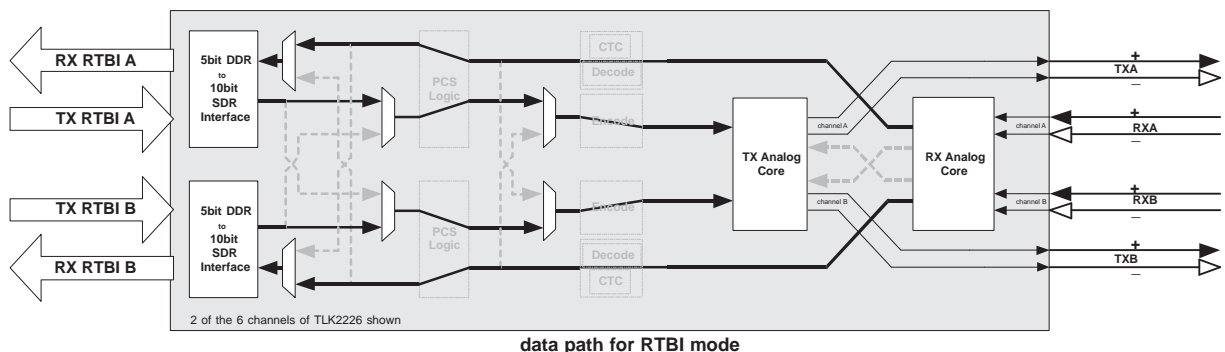 RX RTBI A
TX RTBI A
TX RTBI B
RX RTBI B
5bit DDR
to
10bit
SDR
Interface
5bit DDR
to
10bit
SDR
Interface
PCS
Logic
PCS
Logic
CTC
Decode
Encode
Encode
Decode
CTC
TX Analog
Core
RX Analog
Core
channel A
channel B
channel A
channel B
+
TXA
–
+
RXA
–
+
RXB
–
+
TXB
–
2 of the 6 channels of TLK2226 shown
data path for RTBI mode